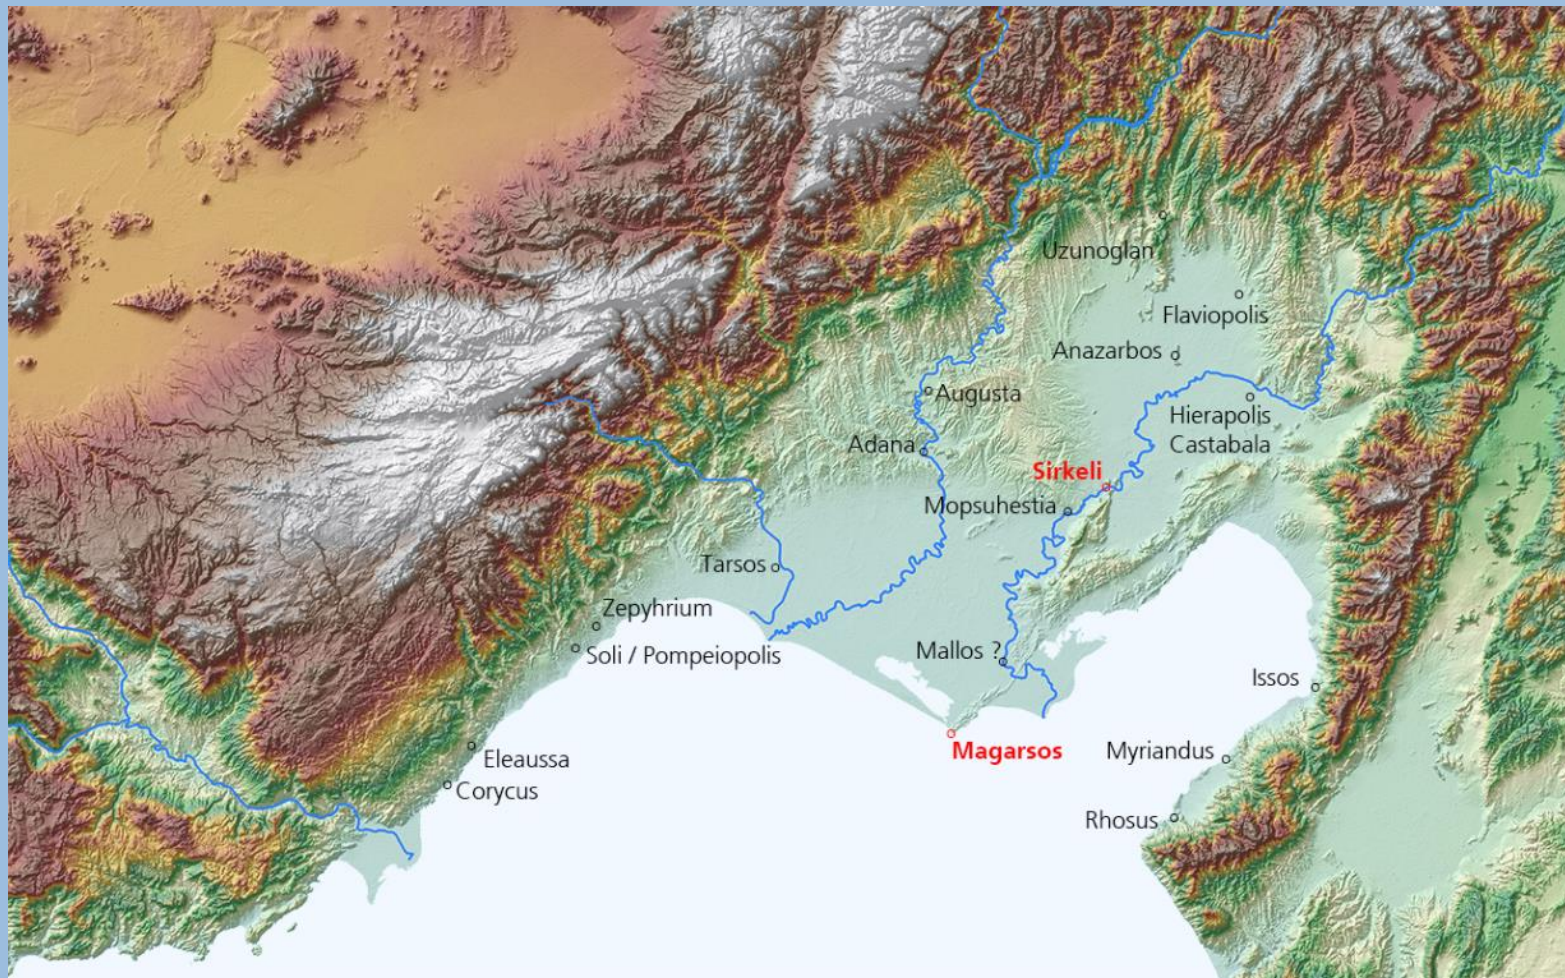 Uzunoglan
Flaviopolis
Anazarbos
Augusta
Hierapolis
Castabala
Adana
Sirkeli
Mopsuhestia
Tarsos
Zepyhrium
Soli / Pompeiopolis
Mallos ?
Issos
Magarsos
Myriandus
Eleaussa
Corycus
Rhosus